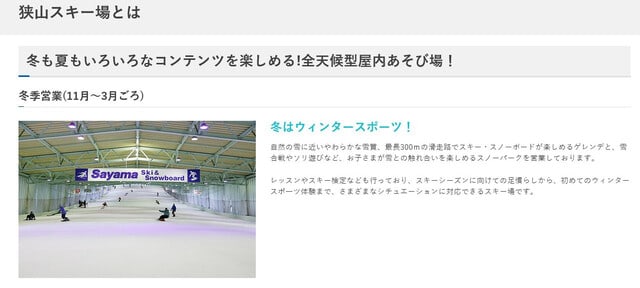 狭山スキー場とは
冬も夏もいろいろなコンテンツを楽しめる!全天候型屋内あそび場！
冬季営業(11月～3月ごろ)
Sayama Ski & Snowboard
冬はウィンタースポーツ！
自然の雪に近いやわらかな雪質、最長300ｍの滑走路でスキー・スノーボードが楽しめるゲレンデと、雪
合戦やソリ遊びなど、お子さまが雪との触れ合いを楽しめるスノーパークを営業しております。
レッスンやスキー検定なども行っており、スキーシーズンに向けての足慣らしから、初めてのウィンター
スポーツ体験まで、さまざまなシチュエーションに対応できるスキー場です。